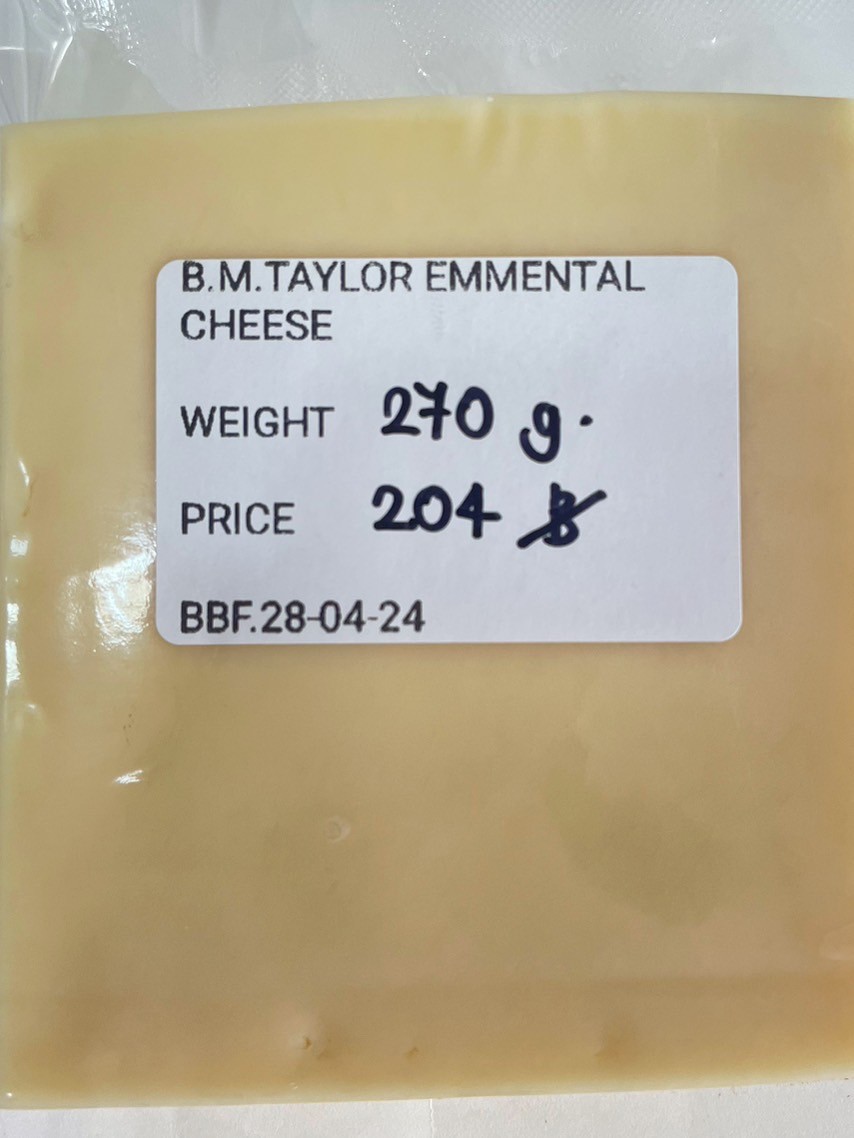 B.M.TAYLOR EMMENTAL
CHEESE
WEIGHT 270 g.
PRICE 204 ฿
BBF.28-04-24